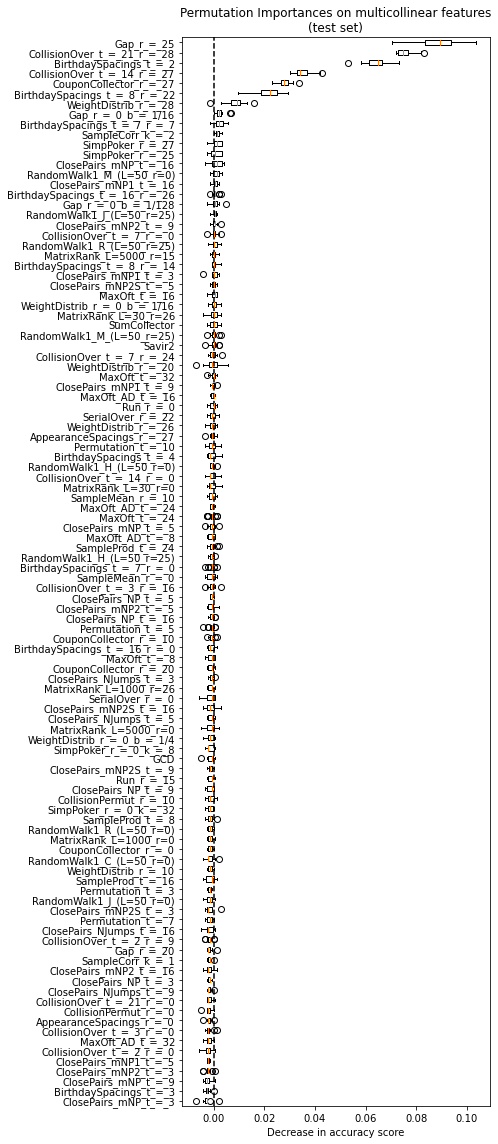 Permutation Importances on multicollinear features
(test set)
Gap_r_=_25
CollisionOver_t_=_21_r_=_28
BirthdaySpacings_t_=_2
CollisionOver_t_=_14_r_=_27
CouponCollector_r_=_27
BirthdaySpacings_t_=_8_r_=_22
WeightDistrib_r_=_28
Gap_r_=_0_b_=_1/16
BirthdaySpacings_t_=_7_r_=_7
SampleCorr_k_=_2
SimpPoker_r_=_27
SimpPoker_r_=_25
ClosePairs_mNP_t_=_16
RandomWalk1_M_(L=50_r=0)
ClosePairs_mNP1_t_=_16
BirthdaySpacings_t_=_16_r_=_26
Gap_r_=_0_b_=_1/128
RandomWalk1_J_(L=50_r=25)
ClosePairs_mNP2_t_=_9
CollisionOver_t_=_7_r_=_0
RandomWalk1_R_(L=50_r=25)
MatrixRank_L=5000_r=15
BirthdaySpacings_t_=_8_r_=_14
ClosePairs_mNP1_t_=_3
ClosePairs_mNP2S_t_=_5
MaxOft_t_=_16
WeightDistrib_r_=_0_b_=_1/16
MatrixRank_L=30_r=26
SumCollector
RandomWalk1_M_(L=50_r=25)
Savir2
CollisionOver_t_=_7_r_=_24
WeightDistrib_r_=_20
MaxOft_t_=_32
ClosePairs_mNP1_t_=_9
MaxOft_AD_t_=_16
Run_r_=_0
SerialOver_r_=_22
WeightDistrib_r_=_26
AppearanceSpacings_r_=_27
Permutation_t_=_10
BirthdaySpacings_t_=_4
RandomWalk1_H_(L=50_r=0)
CollisionOver_t_=_14_r_=_0
MatrixRank_L=30_r=0
SampleMean_r_=_10
MaxOft_AD_t_=_24
MaxOft_t_=_24
ClosePairs_mNP_t_=_5
MaxOft_AD_t_=_8
SampleProd_t_=_24
RandomWalk1_H_(L=50_r=25)
BirthdaySpacings_t_=_7_r_=_0
SampleMean_r_=_0
CollisionOver_t_=_3_r_=_16
ClosePairs_NP_t_=_5
ClosePairs_mNP2_t_=_5
ClosePairs_NP_t_=_16
Permutation_t_=_5
CouponCollector_r_=_10
BirthdaySpacings_t_=_16_r_=_0
MaxOft_t_=_8
CouponCollector_r_=_20
ClosePairs_NJumps_t_=_3
MatrixRank_L=1000_r=26
SerialOver_r_=_0
ClosePairs_mNP2S_t_=_16
ClosePairs_NJumps_t_=_5
MatrixRank_L=5000_r=0
WeightDistrib_r_=_0_b_=_1/4
SimpPoker_r_=_0_k_=_8
GCD
ClosePairs_mNP2S_t_=_9
Run_r_=_15
ClosePairs_NP_t_=_9
CollisionPermut_r_=_10
SimpPoker_r_=_0_k_=_32
SampleProd_t_=_8
RandomWalk1_R_(L=50_r=0)
MatrixRank_L=1000_r=0
CouponCollector_r_=_0
RandomWalk1_C_(L=50_r=0)
WeightDistrib_r_=_10
SampleProd_t_=_16
Permutation_t_=_3
RandomWalk1_J_(L=50_r=0)
ClosePairs_mNP2S_t_=_3
Permutation_t_=_7
ClosePairs_NJumps_t_=_16
CollisionOver_t_=_2_r_=_9
Gap_r_=_20
SampleCorr_k_=_1
ClosePairs_mNP2_t_=_16
ClosePairs_NP_t_=_3
ClosePairs_NJumps_t_=_9
CollisionOver_t_=_21_r_=_0
CollisionPermut_r_=_0
AppearanceSpacings_r_=_0
CollisionOver_t_=_3_r_=_0
MaxOft_AD_t_=_32
CollisionOver_t_=_2_r_=_0
ClosePairs_mNP1_t_=_5
ClosePairs_mNP2_t_=_3
ClosePairs_mNP_t_=_9
BirthdaySpacings_t_=_3
ClosePairs_mNP_t_=_3
0.00 0.02 0.04 0.06 0.08 0.10
Decrease in accuracy score